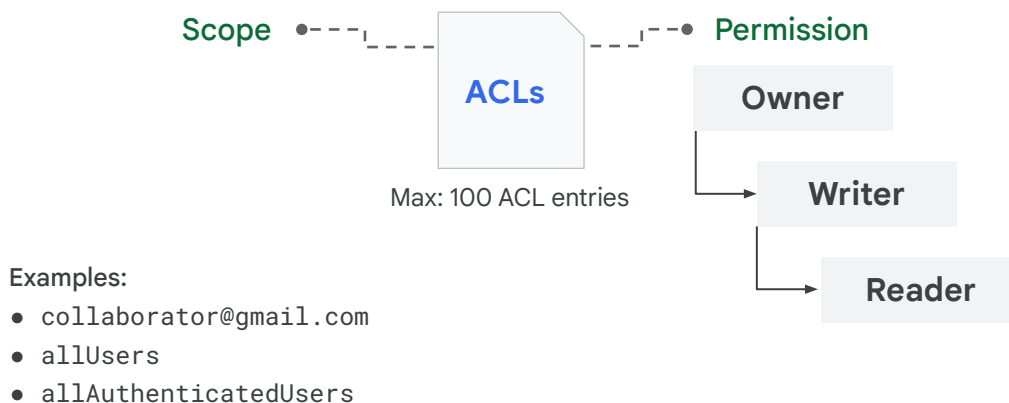 Scope
ACLs
Permission
Owner
Writer
Reader
Max: 100 ACL entries
Examples:
● collaborator@gmail.com
● allUsers
● allAuthenticatedUsers